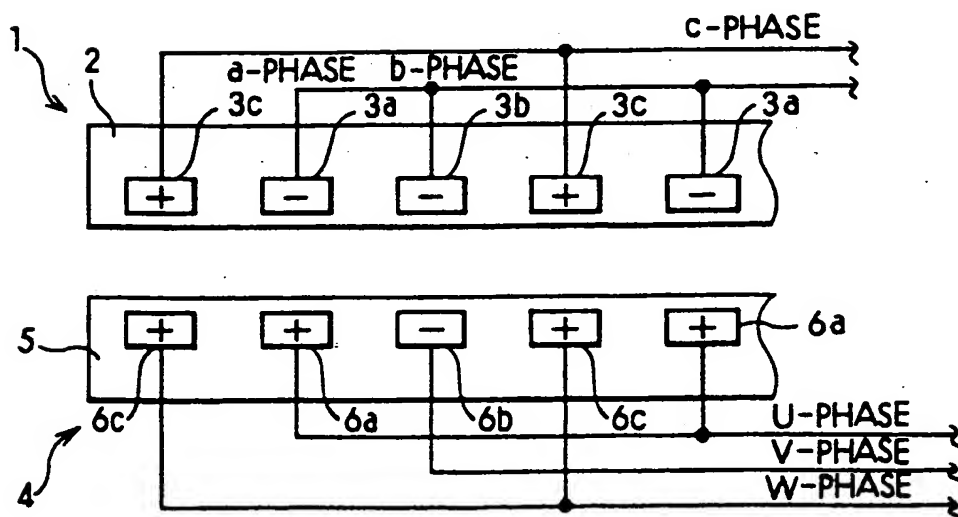 1
2
c-PHASE
a-PHASE b-PHASE
3c 3a 3b 3c 3a
+ - - + -
+ + - + +
6a
5
6c 6a 6b 6c
4
U-PHASE
V-PHASE
W-PHASE